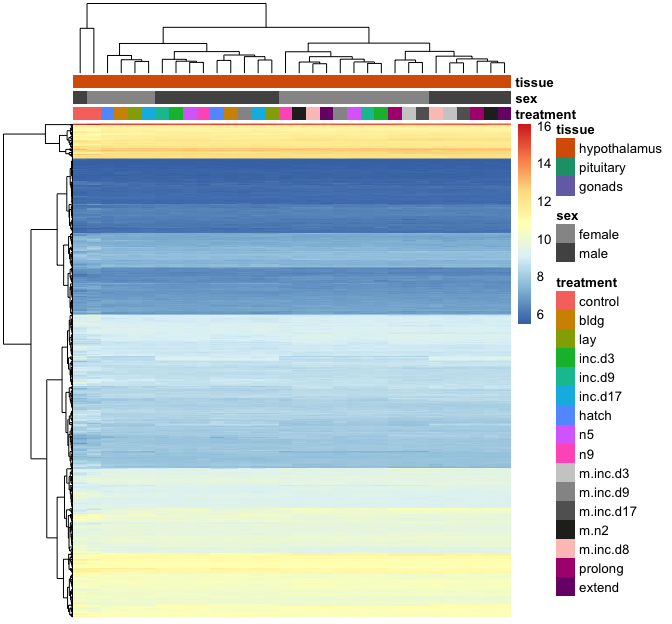 tissue
sex
treatment
16
14
12
10
8
6
tissue
hypothalamus
pituitary
gonads
sex
female
male
treatment
control
bldg
lay
inc.d3
inc.d9
inc.d17
hatch
n5
n9
m.inc.d3
m.inc.d9
m.inc.d17
m.n2
m.inc.d8
prolong
extend